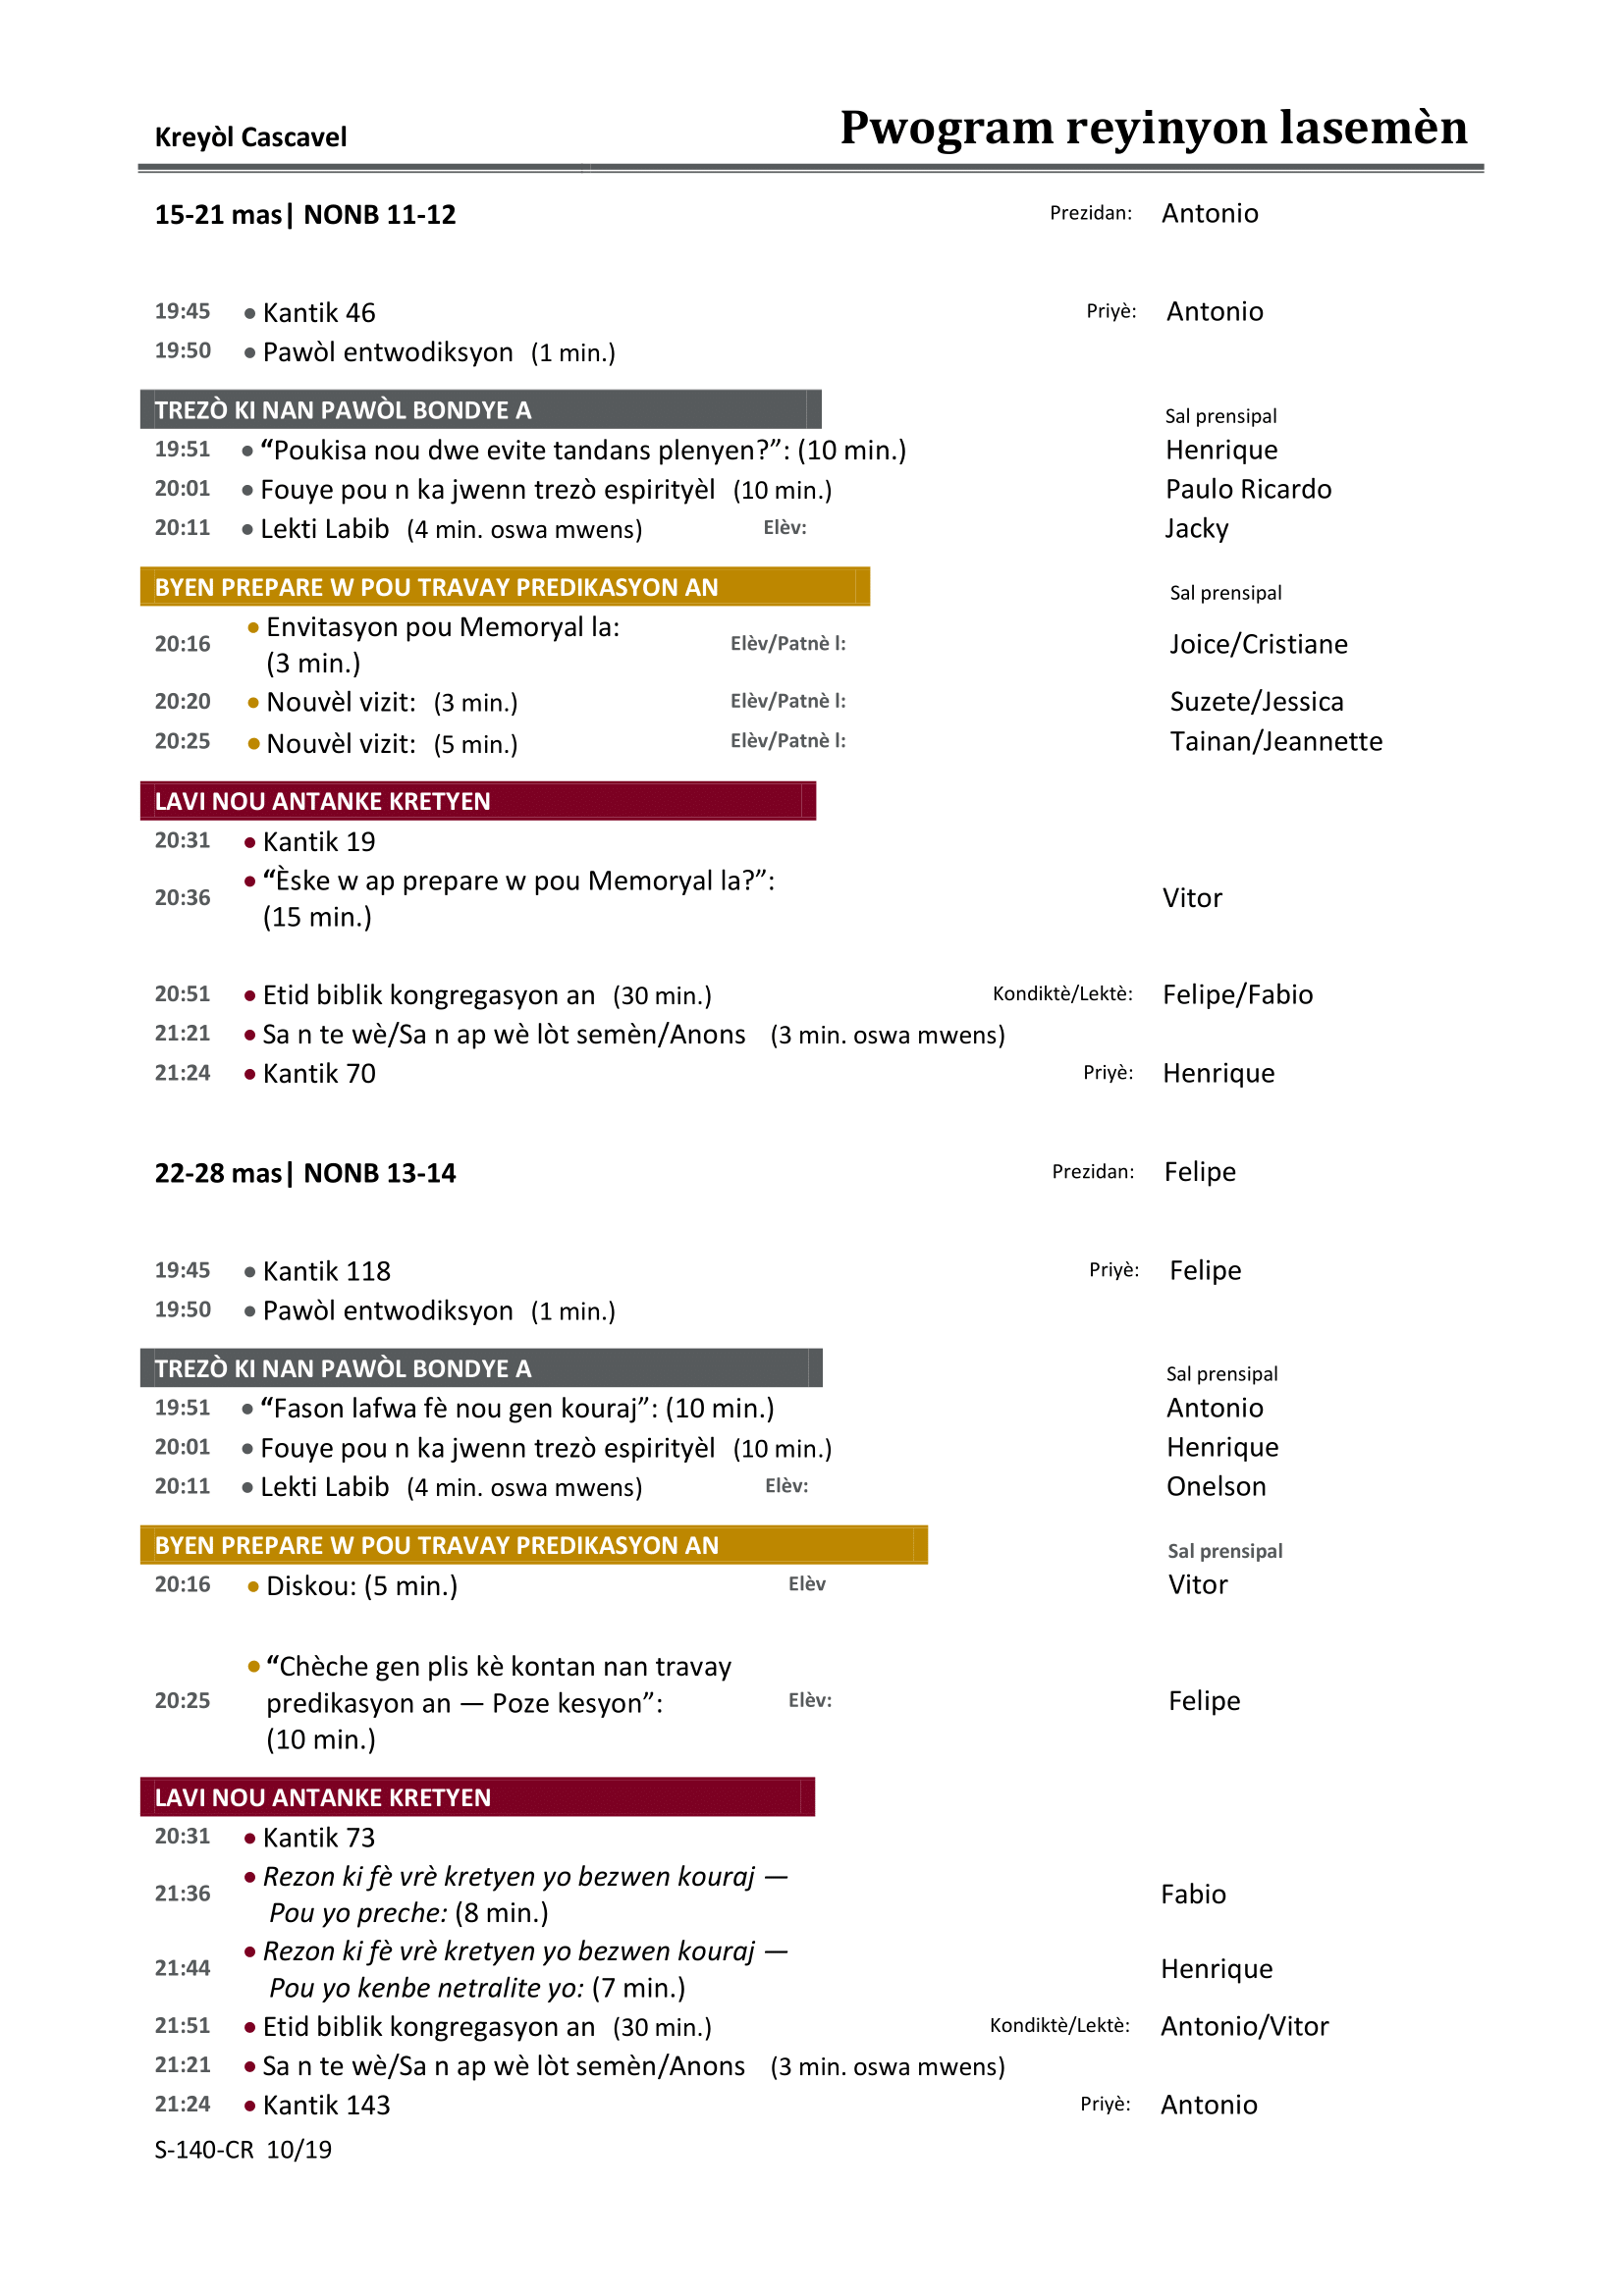 Kreyòl Cascavel Pwogram reyinyon lasemèn
15-21 mas| NONB 11-12 Prezidan: Antonio
19:45 • Kantik 46 Priyè: Antonio
19:50 • Pawòl entwodiksyon (1 min.)
TREZÒ KI NAN PAWÒL BONDYE A Sal prensipal
19:51 • “Poukisa nou dwe evite tandans plenyen?”: (10 min.) Henrique
20:01 • Fouye pou n ka jwenn trezò espirityèl (10 min.) Paulo Ricardo
20:11 • Lekti Labib (4 min. oswa mwens) Elèv: Jacky
BYEN PREPARE W POU TRAVAY PREDIKASYON AN Sal prensipal
20:16 • Envitasyon pou Memoryal la: Elèv/Patnè l: Joice/Cristiane
(3 min.)
20:20 • Nouvèl vizit: (3 min.) Elèv/Patnè l: Suzete/Jessica
20:25 • Nouvèl vizit: (5 min.) Elèv/Patnè l: Tainan/Jeannette
LAVI NOU ANTANKE KRETYEN
20:31 • Kantik 19
20:36 • “Èske w ap prepare w pou Memoryal la?”: Vitor
(15 min.)
20:51 • Etid biblik kongregasyon an (30 min.) Kondiktè/Lektè: Felipe/Fabio
21:21 • Sa n te wè/Sa n ap wè lòt semèn/Anons (3 min. oswa mwens)
21:24 • Kantik 70 Priyè: Henrique
22-28 mas| NONB 13-14 Prezidan: Felipe
19:45 • Kantik 118 Priyè: Felipe
19:50 • Pawòl entwodiksyon (1 min.)
TREZÒ KI NAN PAWÒL BONDYE A Sal prensipal
19:51 • “Fason lafwa fè nou gen kouraj”: (10 min.) Antonio
20:01 • Fouye pou n ka jwenn trezò espirityèl (10 min.) Henrique
20:11 • Lekti Labib (4 min. oswa mwens) Elèv: Onelson
BYEN PREPARE W POU TRAVAY PREDIKASYON AN Sal prensipal
20:16 • Diskou: (5 min.) Elèv Vitor
• “Chèche gen plis kè kontan nan travay
20:25 predikasyon an — Poze kesyon”: Elèv: Felipe
(10 min.)
LAVI NOU ANTANKE KRETYEN
20:31 • Kantik 73
21:36 • Rezon ki fè vrè kretyen yo bezwen kouraj — Fabio
Pou yo preche: (8 min.)
21:44 • Rezon ki fè vrè kretyen yo bezwen kouraj — Henrique
Pou yo kenbe netralite yo: (7 min.)
21:51 • Etid biblik kongregasyon an (30 min.) Kondiktè/Lektè: Antonio/Vitor
21:21 • Sa n te wè/Sa n ap wè lòt semèn/Anons (3 min. oswa mwens)
21:24 • Kantik 143 Priyè: Antonio
S-140-CR 10/19